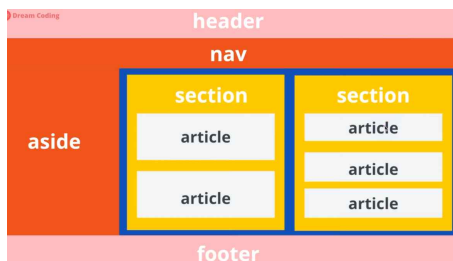 Dream Coding
header
nav
aside
section
article
article
section
article
article
article
footer